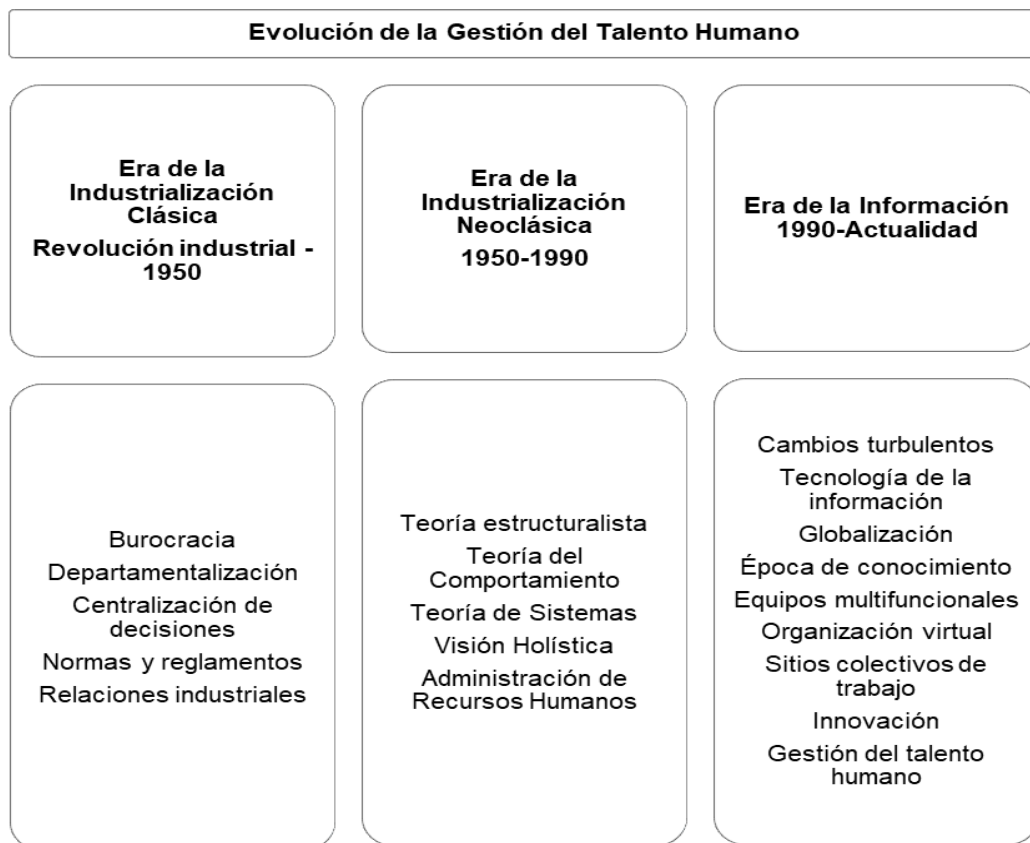 Evolución de la Gestión del Talento Humano
Era de la
Industrialización
Clásica
Revolución industrial -
1950
Era de la
Industrialización
Neoclásica
1950-1990
Era de la Información
1990-Actualidad
Burocracia
Departamentalización
Centralización de
decisiones
Normas y reglamentos
Relaciones industriales
Teoría estructuralista
Teoría del
Comportamiento
Teoría de Sistemas
Visión Holística
Administración de
Recursos Humanos
Cambios turbulentos
Tecnología de la
información
Globalización
Época de conocimiento
Equipos multifuncionales
Organización virtual
Sitios colectivos de
trabajo
Innovación
Gestión del talento
humano